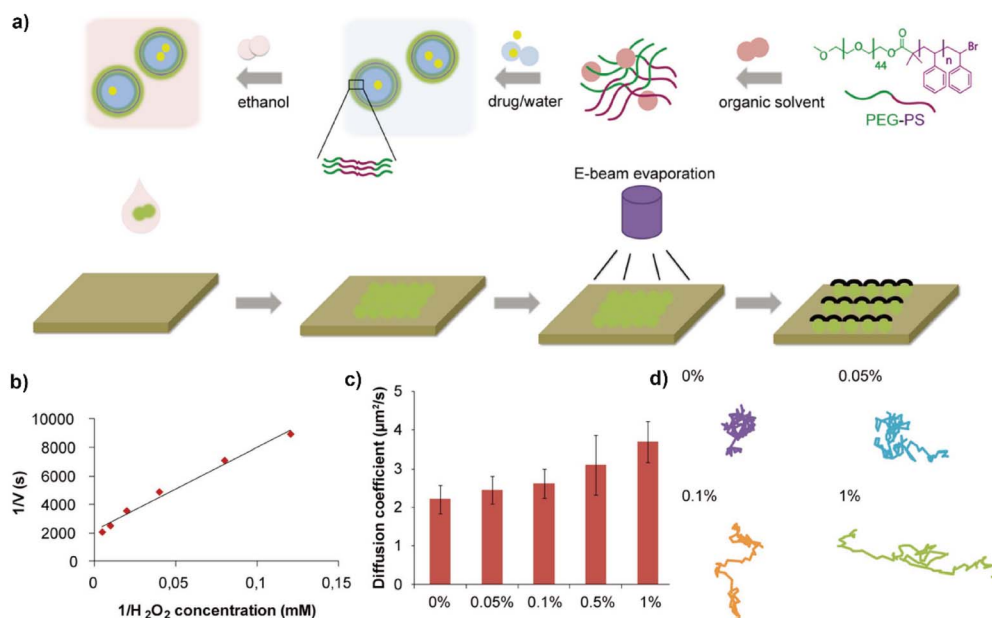 a)
ethanol
drug/water
organic solvent
O
O
O
O
O
44
n
Br
PEG-PS
E-beam evaporation
b)
10000
8000
6000
4000
2000
0
1/V (s)
0
0,05
0,1
0,15
1/H₂O₂ concentration (mM)
c)
5
4
3
2
1
0
Diffusion coefficient (µm²/s)
0%
0.05%
0.1%
0.5%
1%
d)
0%
0.05%
0.1%
1%